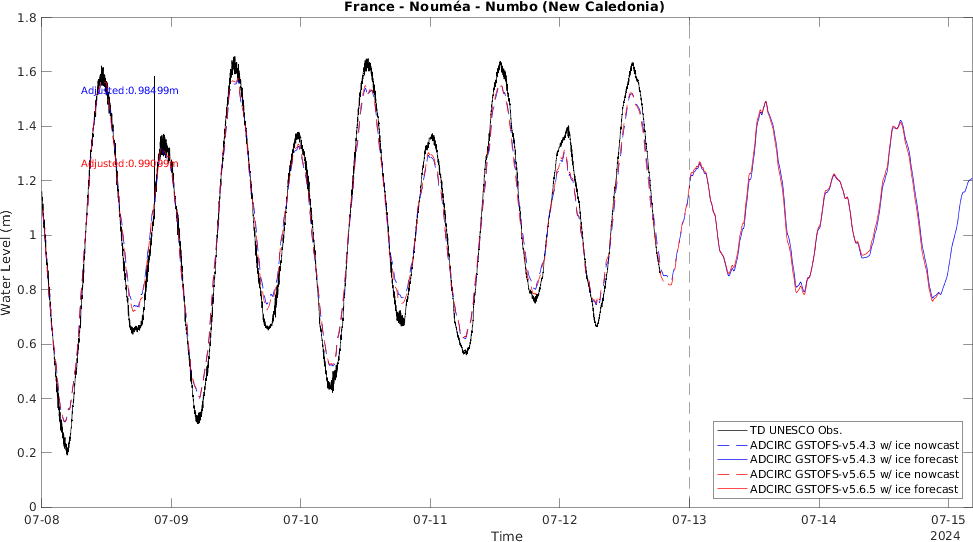 France - Nouméa - Numbo (New Caledonia)
1.8
1.6
1.4
1.2
1
0.8
0.6
0.4
0.2
0
Water Level (m)
Adjusted:0.98499m
Adjusted:0.99099m
TD UNESCO Obs.
ADCIRC GSTOFS-v5.4.3 w/ ice nowcast
ADCIRC GSTOFS-v5.4.3 w/ ice forecast
ADCIRC GSTOFS-v5.6.5 w/ ice nowcast
ADCIRC GSTOFS-v5.6.5 w/ ice forecast
07-08 07-09 07-10 07-11 07-12 07-13 07-14 07-15
Time
2024